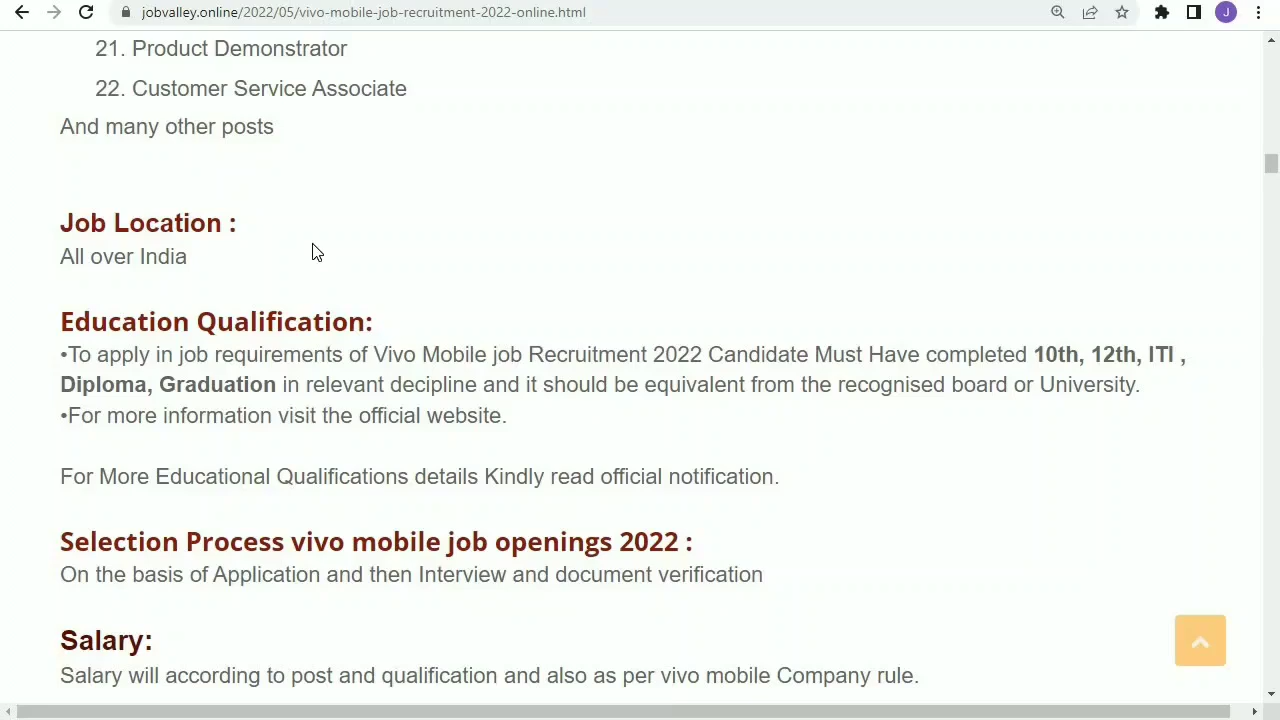 jobvalley.online/2022/05/vivo-mobile-job-recruitment-2022-online.html
J
21. Product Demonstrator
22. Customer Service Associate
And many other posts
Job Location :
All over India
Education Qualification:
•To apply in job requirements of Vivo Mobile job Recruitment 2022 Candidate Must Have completed 10th, 12th, ITI ,
Diploma, Graduation in relevant decipline and it should be equivalent from the recognised board or University.
•For more information visit the official website.
For More Educational Qualifications details Kindly read official notification.
Selection Process vivo mobile job openings 2022 :
On the basis of Application and then Interview and document verification
Salary:
Salary will according to post and qualification and also as per vivo mobile Company rule.